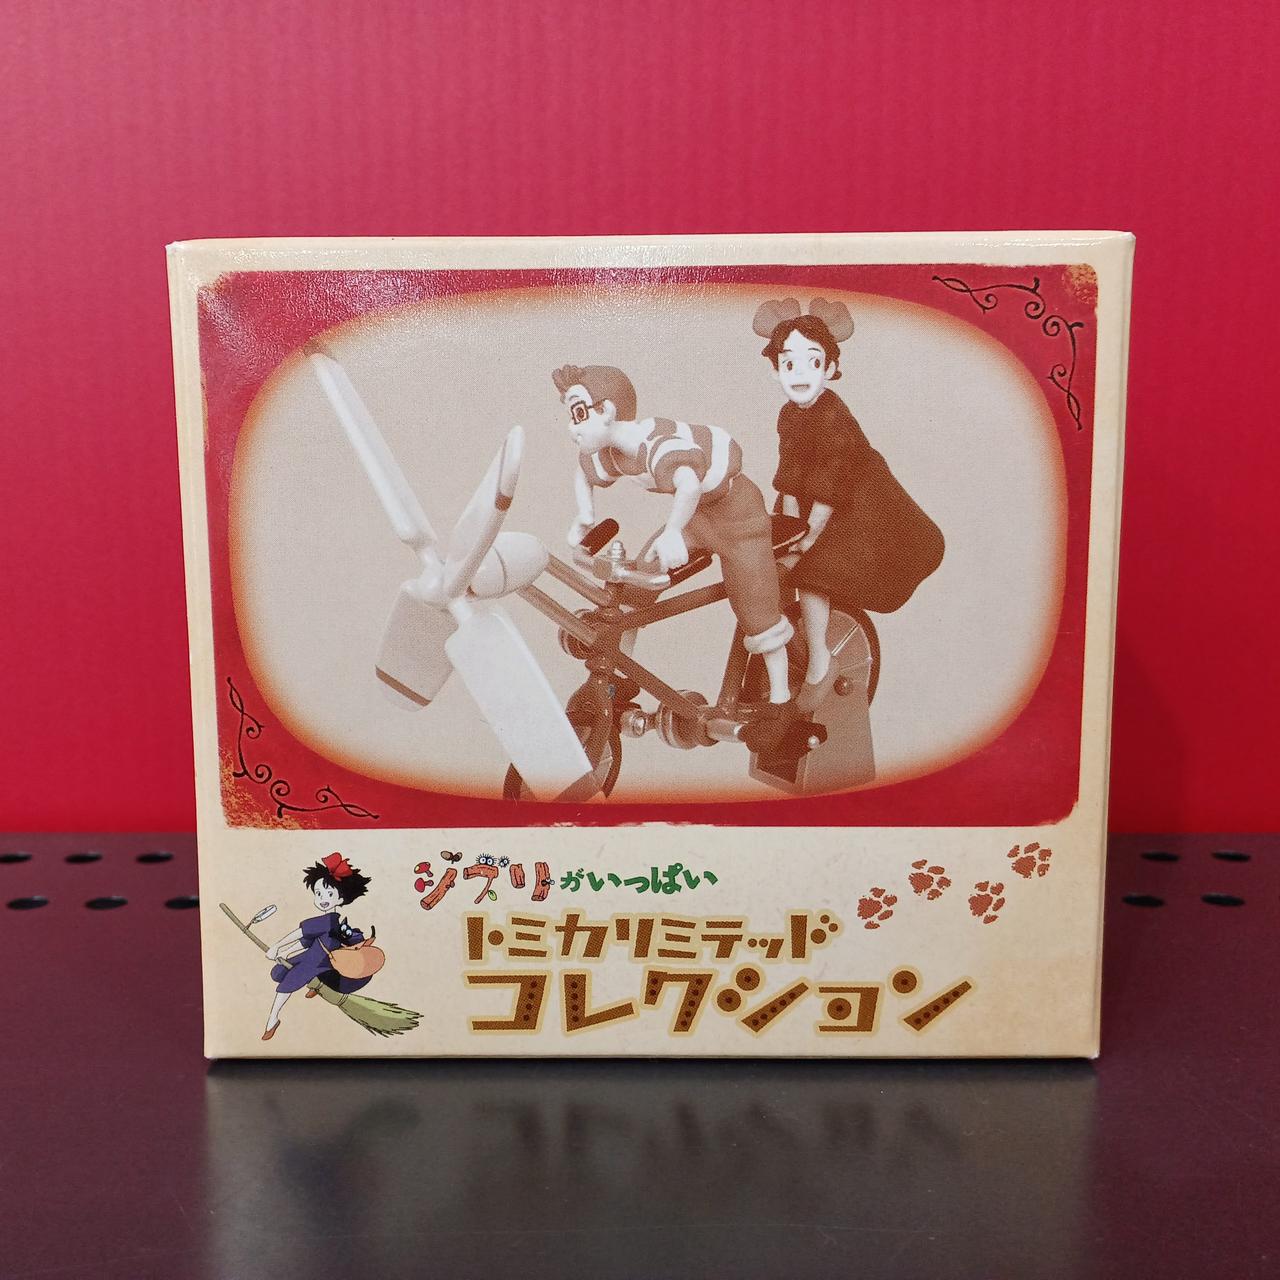 ジブリがいっぱい
トミカリミテッド
コレクション